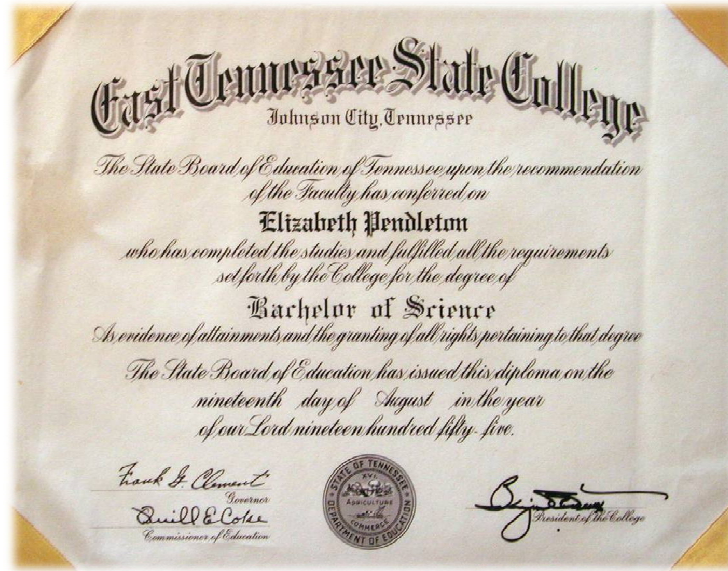 East Tennessee State College
Johnson City, Tennessee
The State Board of Education of Tennessee upon the recommendation
of the Faculty has conferred on
Elizabeth Pendleton
who has completed the studies and fulfilled all the requirements
set forth by the College for the degree of
Bachelor of Science
As evidence of attainments and the granting of all rights pertaining to that degree
The State Board of Education has issued this diploma on the
nineteenth day of August in the year
of our Lord nineteen hundred fifty-five.
Frank G. Clement
Governor
Quill E Cope
Commissioner of Education
STATE OF TENNESSEE
XVI
AGRICULTURE
COMMERCE
DEPARTMENT OF EDUCATION
President of the College